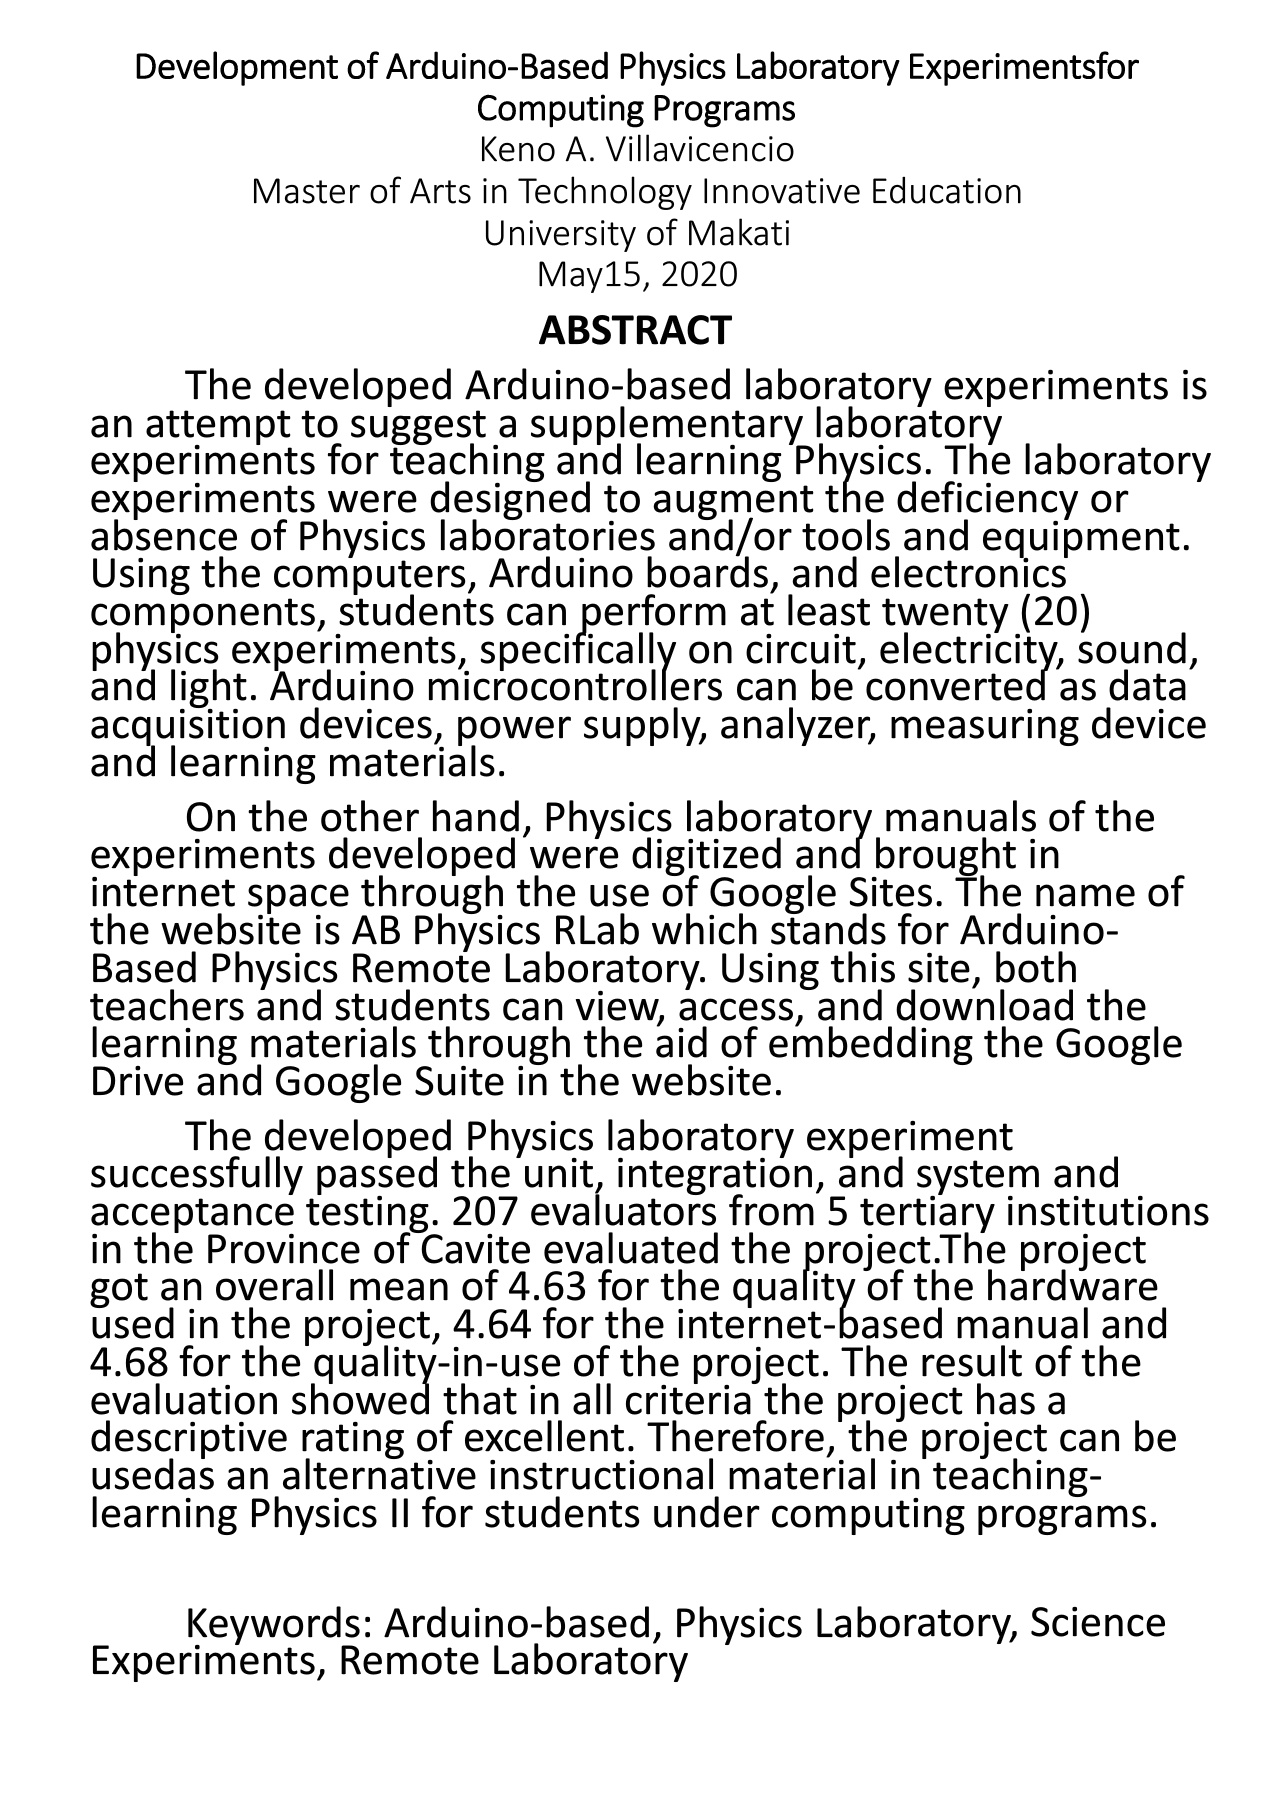 Development of Arduino-Based Physics Laboratory Experimentsfor
Computing Programs
Keno A. Villavicencio
Master of Arts in Technology Innovative Education
University of Makati
May15, 2020
ABSTRACT
The developed Arduino-based laboratory experiments is
an attempt to suggest a supplementary laboratory
experiments for teaching and learning Physics. The laboratory
experiments were designed to augment the deficiency or
absence of Physics laboratories and/or tools and equipment.
Using the computers, Arduino boards, and electronics
components, students can perform at least twenty (20)
physics experiments, specifically on circuit, electricity, sound,
and light. Arduino microcontrollers can be converted as data
acquisition devices, power supply, analyzer, measuring device
and learning materials.
On the other hand, Physics laboratory manuals of the
experiments developed were digitized and brought in
internet space through the use of Google Sites. The name of
the website is AB Physics RLab which stands for Arduino-
Based Physics Remote Laboratory. Using this site, both
teachers and students can view, access, and download the
learning materials through the aid of embedding the Google
Drive and Google Suite in the website.
The developed Physics laboratory experiment
successfully passed the unit, integration, and system and
acceptance testing. 207 evaluators from 5 tertiary institutions
in the Province of Cavite evaluated the project.The project
got an overall mean of 4.63 for the quality of the hardware
used in the project, 4.64 for the internet-based manual and
4.68 for the quality-in-use of the project. The result of the
evaluation showed that in all criteria the project has a
descriptive rating of excellent. Therefore, the project can be
usedas an alternative instructional material in teaching-
learning Physics II for students under computing programs.
Keywords: Arduino-based, Physics Laboratory, Science
Experiments, Remote Laboratory